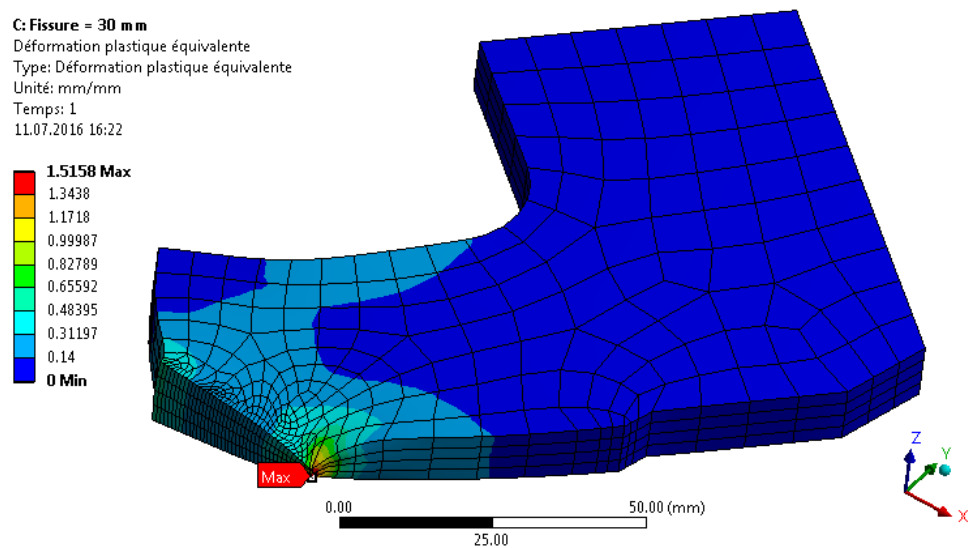 C: Fissure = 30 mm
Déformation plastique équivalente
Type: Déformation plastique équivalente
Unité: mm/mm
Temps: 1
11.07.2016 16:22
1.5158 Max
1.3438
1.1718
0.99987
0.82789
0.65592
0.48395
0.31197
0.14
0 Min
Max
0.00
50.00 (mm)
25.00
Z
Y
X